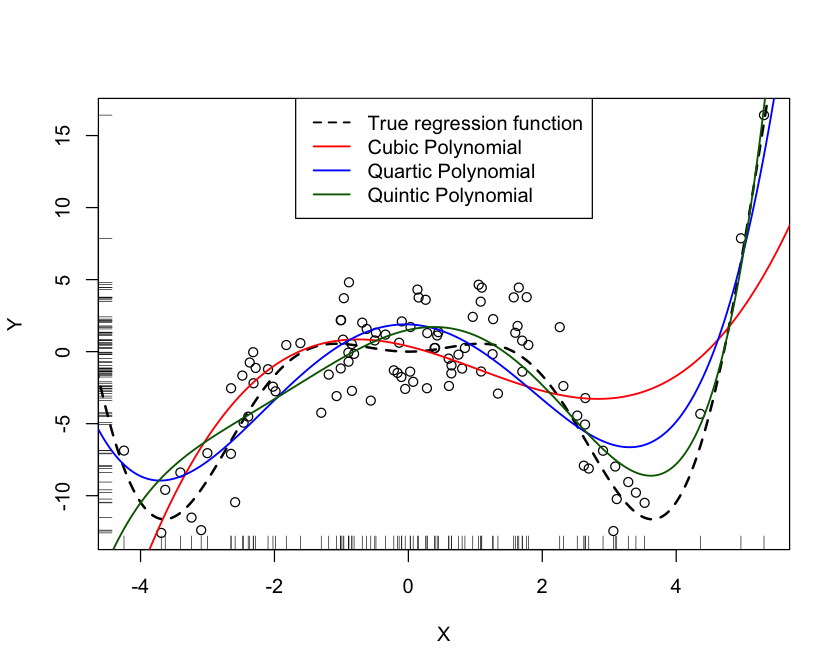 True regression function
Cubic Polynomial
Quartic Polynomial
Quintic Polynomial
15
10
5
0
-5
-10
Y
-4
-2
0
2
4
X